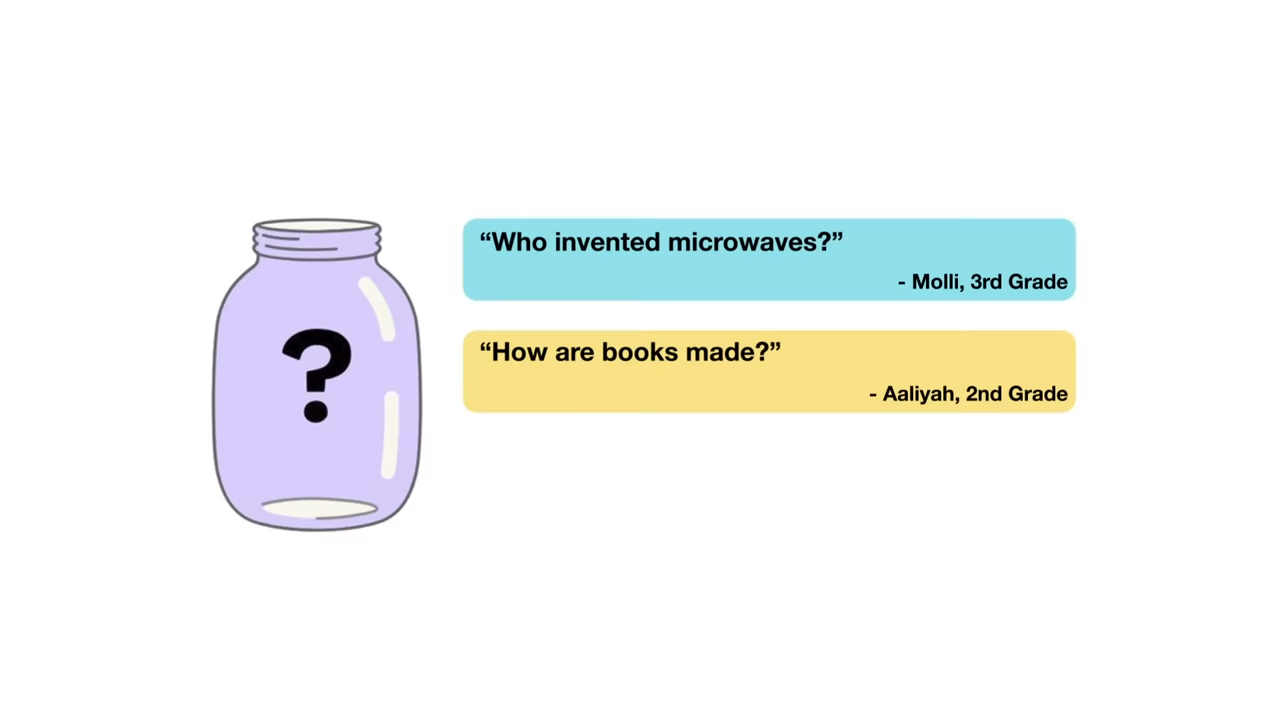 ?
“Who invented microwaves?”
- Molli, 3rd Grade
“How are books made?”
- Aaliyah, 2nd Grade